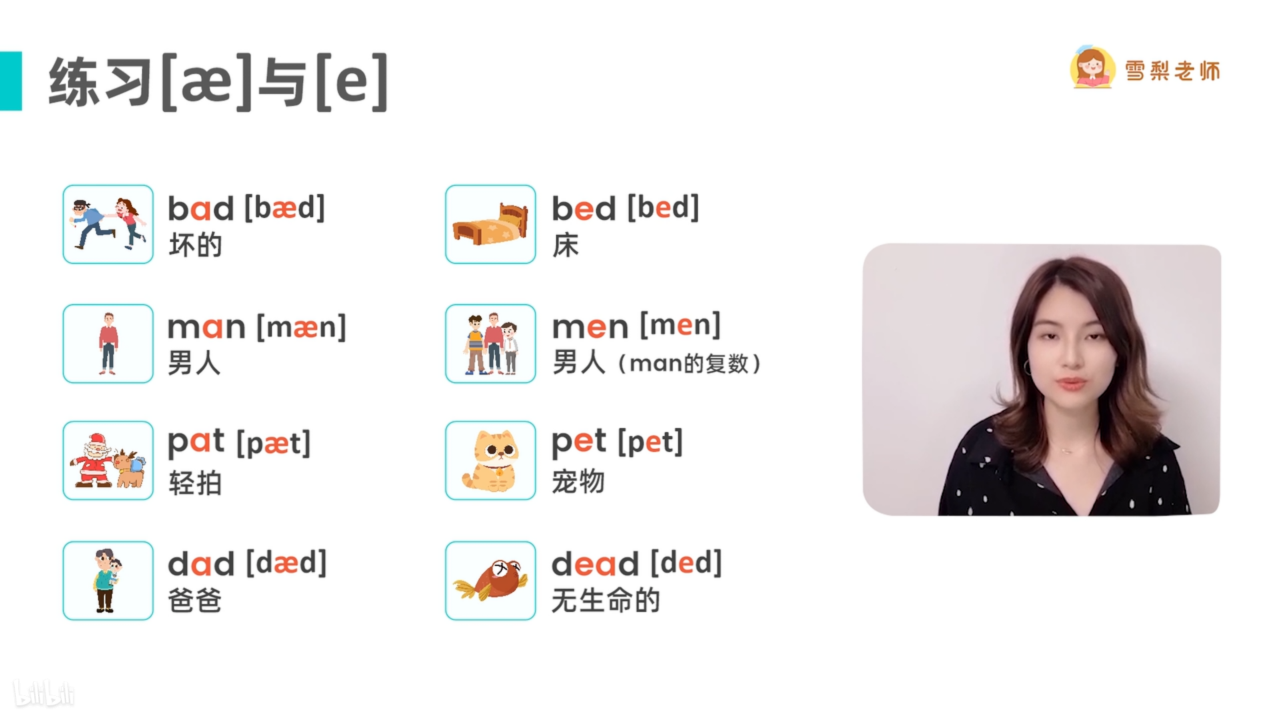 练习[æ]与[e]
雪梨老师
bad [bæd]
坏的
bed [bed]
床
man [mæn]
男人
men [men]
男人（man的复数）
pat [pæt]
轻拍
pet [pet]
宠物
dad [dæd]
爸爸
dead [ded]
无生命的
bilibili